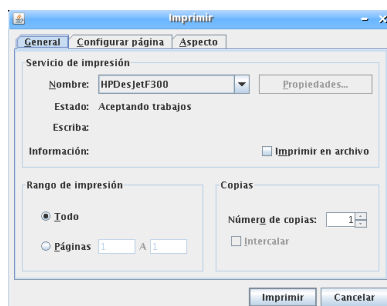 Imprimir
General Configurar página Aspecto
Servicio de impresión
Nombre: HPDesJetF300 Propiedades...
Estado: Aceptando trabajos
Escriba:
Información: Imprimir en archivo
Rango de impresión
Todo
Páginas 1 A 1
Copias
Número de copias: 1
Intercalar
Imprimir Cancelar